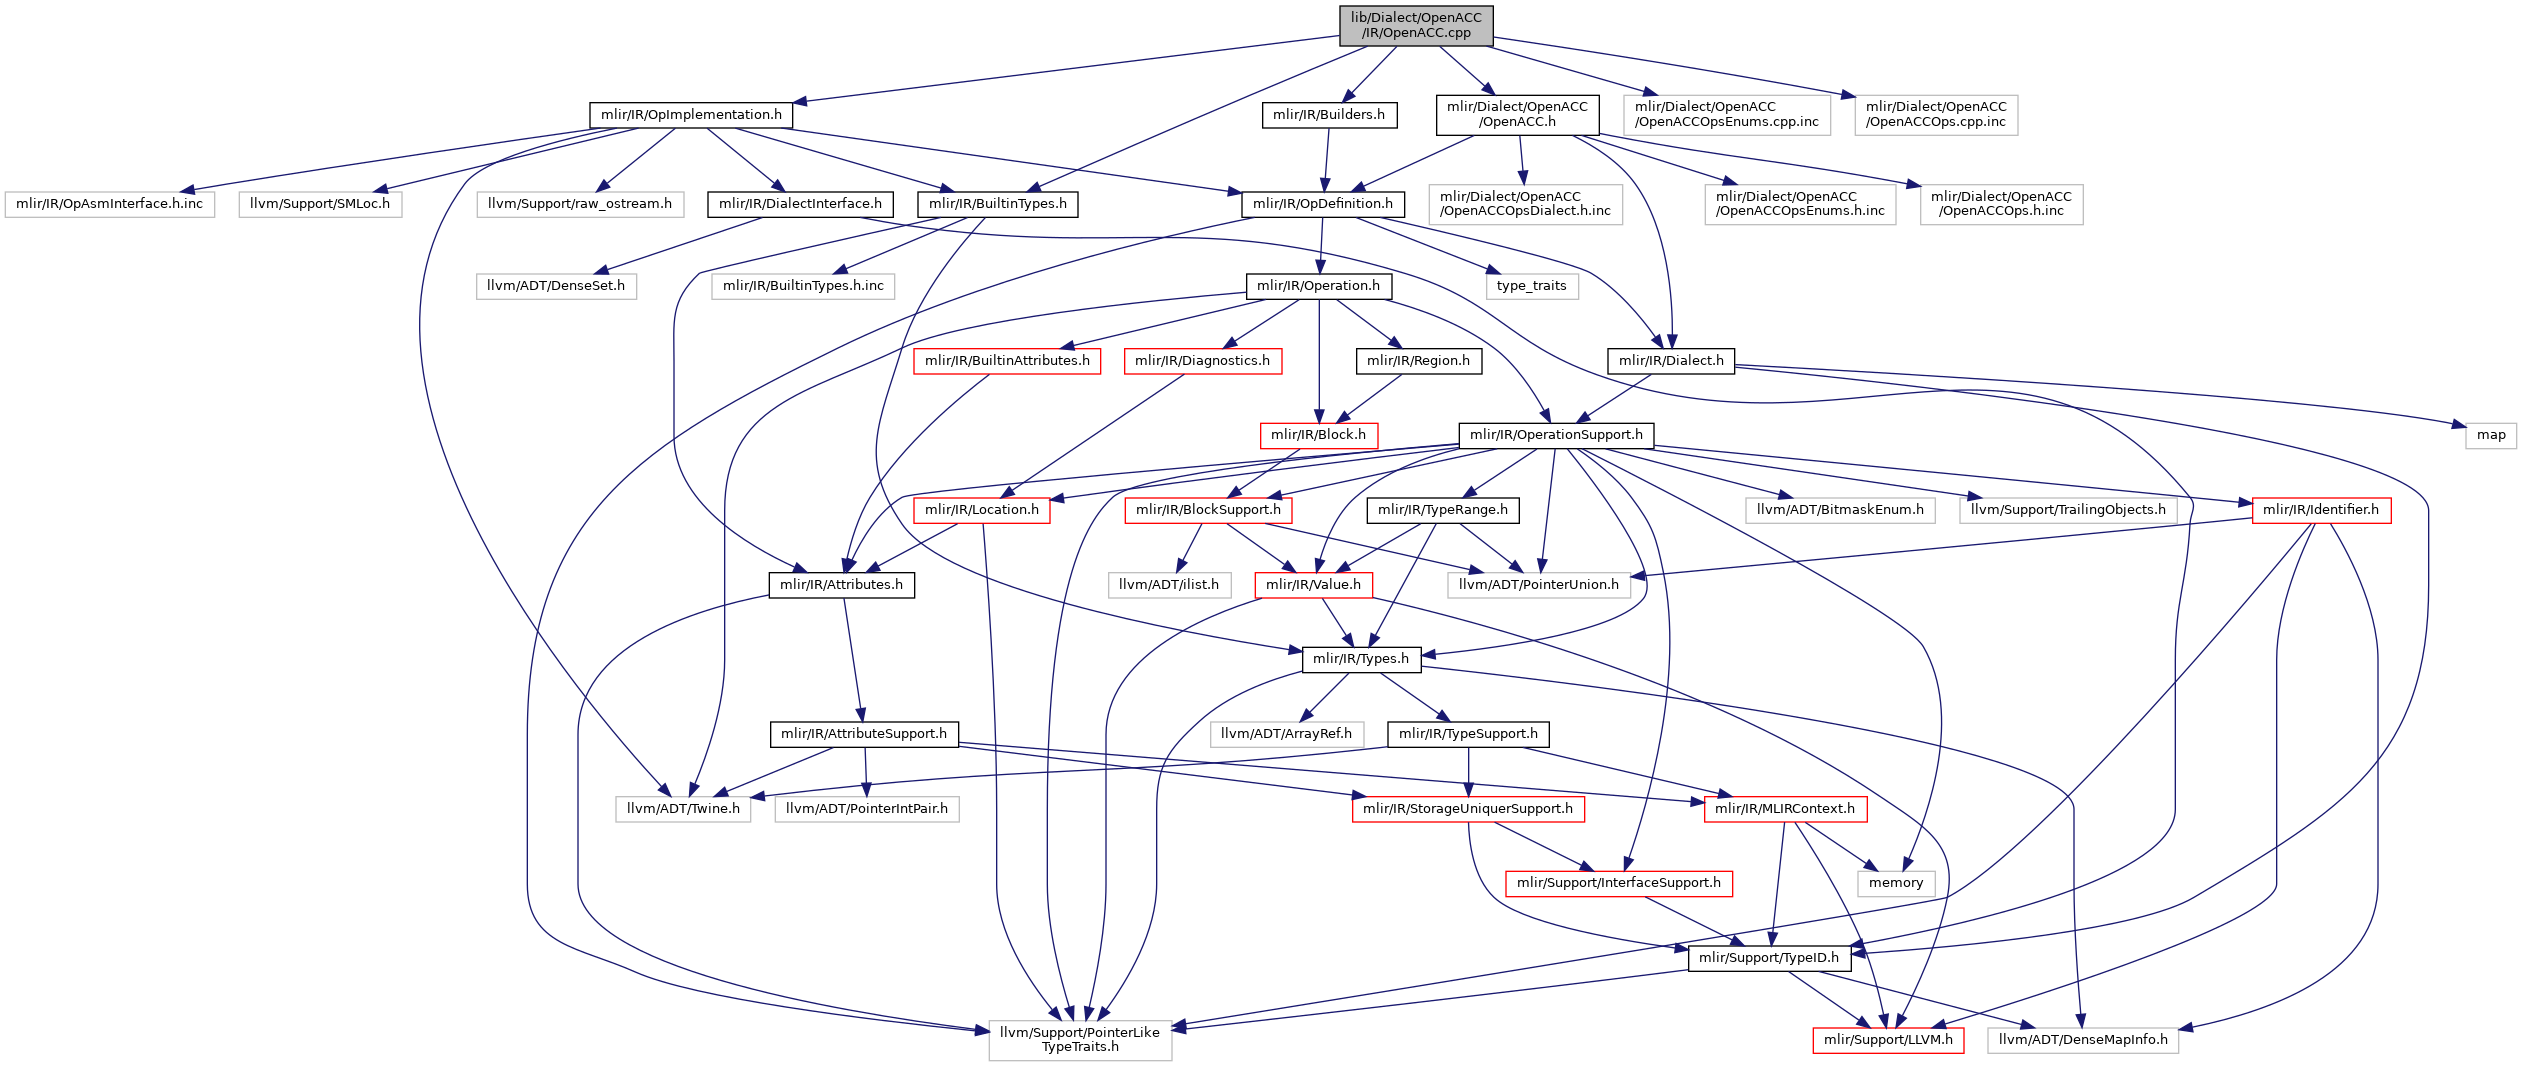 lib/Dialect/OpenACC
/IR/OpenACC.cpp
mlir/IR/OpImplementation.h
mlir/IR/Builders.h
mlir/Dialect/OpenACC
/OpenACC.h
mlir/Dialect/OpenACC
/OpenACCOpsEnums.cpp.inc
mlir/Dialect/OpenACC
/OpenACCOps.cpp.inc
mlir/IR/OpAsmInterface.h.inc
llvm/Support/SMLoc.h
llvm/Support/raw_ostream.h
mlir/IR/DialectInterface.h
mlir/IR/BuiltinTypes.h
mlir/IR/OpDefinition.h
mlir/Dialect/OpenACC
/OpenACCOpsDialect.h.inc
mlir/Dialect/OpenACC
/OpenACCOpsEnums.h.inc
mlir/Dialect/OpenACC
/OpenACCOps.h.inc
llvm/ADT/DenseSet.h
mlir/IR/BuiltinTypes.h.inc
mlir/IR/Operation.h
type_traits
mlir/IR/BuiltinAttributes.h
mlir/IR/Diagnostics.h
mlir/IR/Region.h
mlir/IR/Dialect.h
mlir/IR/Block.h
mlir/IR/OperationSupport.h
map
mlir/IR/Location.h
mlir/IR/BlockSupport.h
mlir/IR/TypeRange.h
llvm/ADT/BitmaskEnum.h
llvm/Support/TrailingObjects.h
mlir/IR/Identifier.h
mlir/IR/Attributes.h
llvm/ADT/ilist.h
mlir/IR/Value.h
llvm/ADT/PointerUnion.h
mlir/IR/Types.h
mlir/IR/AttributeSupport.h
llvm/ADT/ArrayRef.h
mlir/IR/TypeSupport.h
llvm/ADT/Twine.h
llvm/ADT/PointerIntPair.h
mlir/IR/StorageUniquerSupport.h
mlir/IR/MLIRContext.h
mlir/Support/InterfaceSupport.h
memory
mlir/Support/TypeID.h
llvm/Support/PointerLike
TypeTraits.h
mlir/Support/LLVM.h
llvm/ADT/DenseMapInfo.h